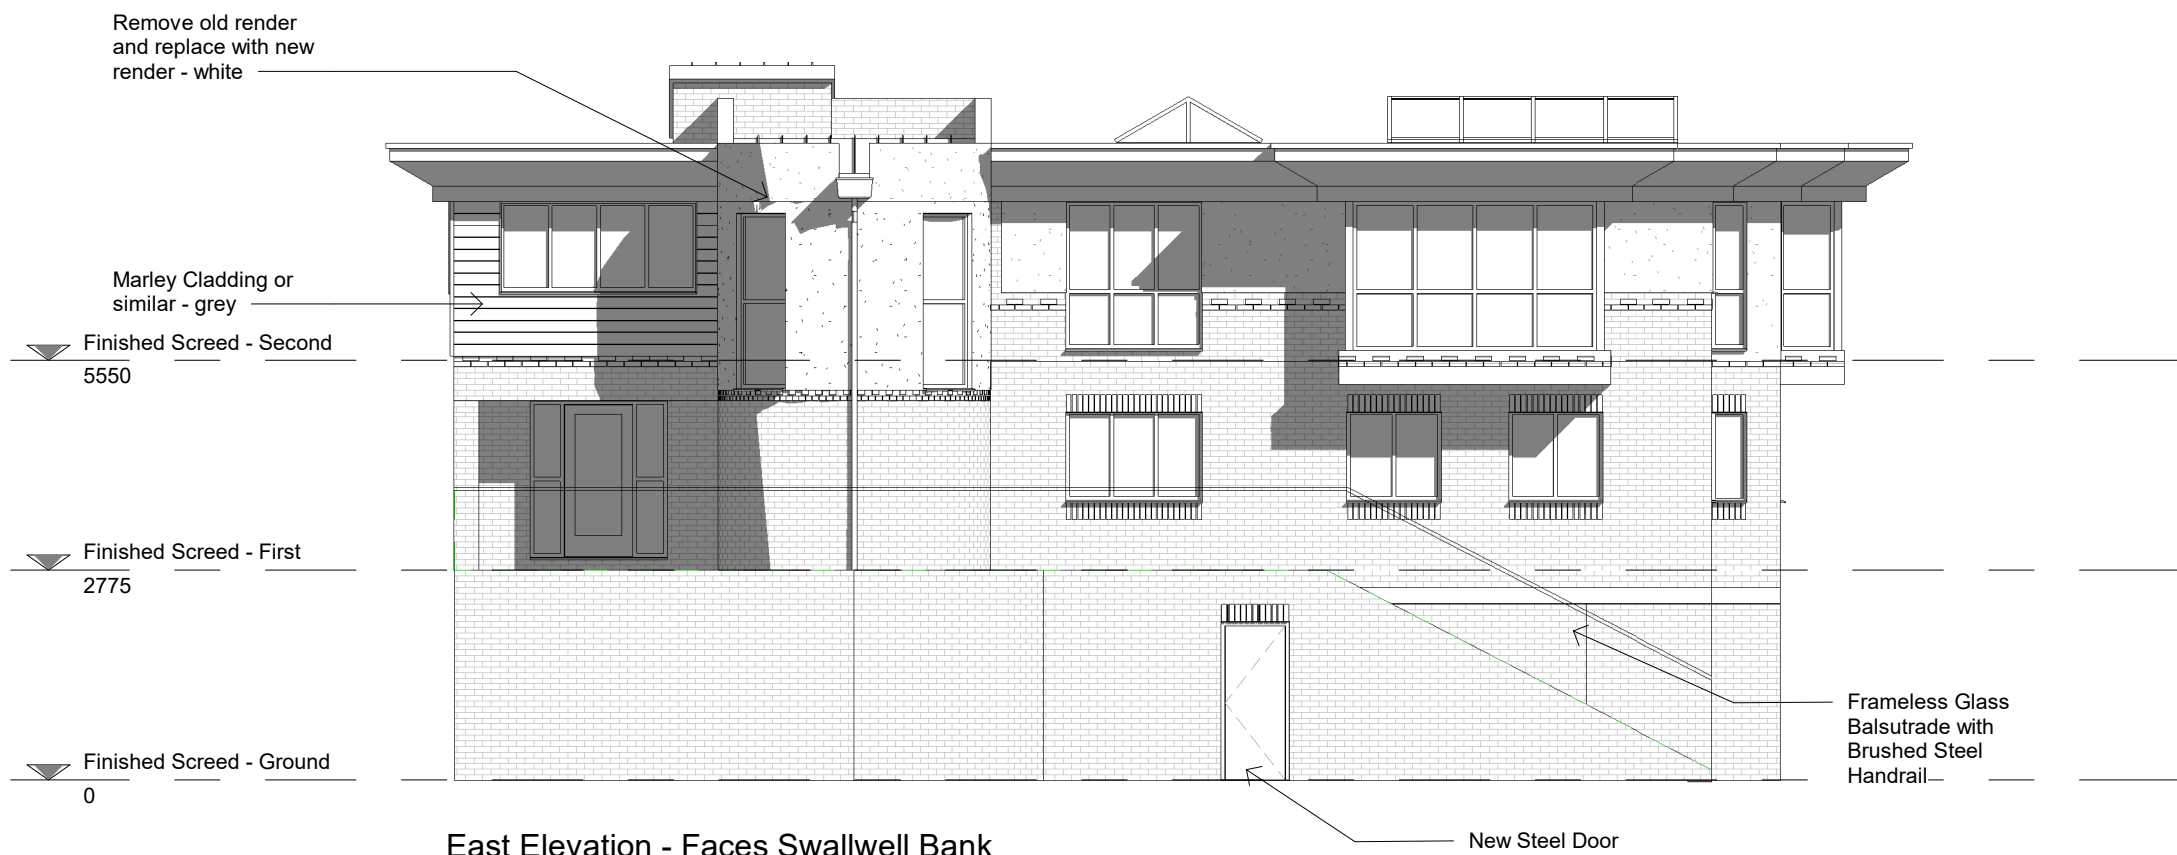 Remove old render
and replace with new
render - white
Marley Cladding or
similar - grey
Finished Screed - Second
5550
Finished Screed - First
2775
Finished Screed - Ground
0
Frameless Glass
Balsutrade with
Brushed Steel
Handrail
New Steel Door
East Elevation - Faces Swallwell Bank